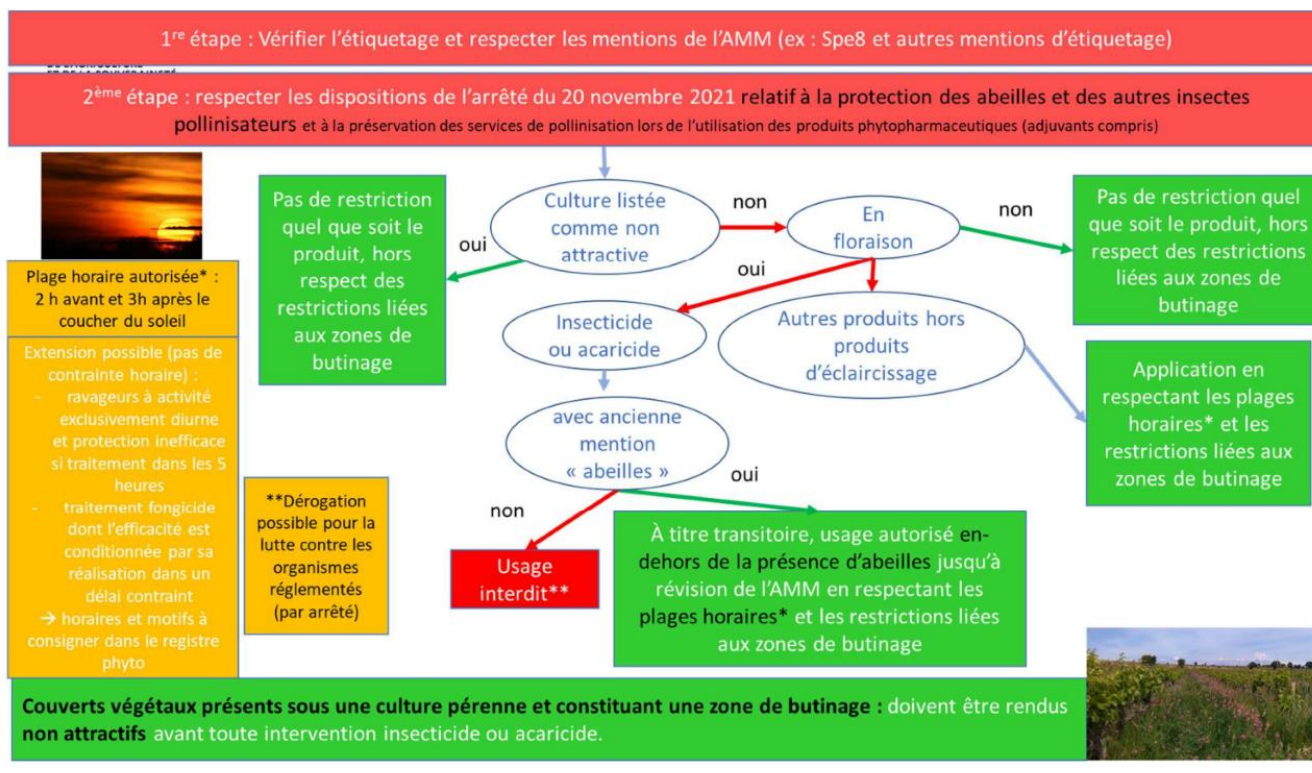 1re étape : Vérifier l'étiquetage et respecter les mentions de l'AMM (ex : Spe8 et autres mentions d'étiquetage)
2ème étape : respecter les dispositions de l'arrêté du 20 novembre 2021 relatif à la protection des abeilles et des autres insectes
pollinisateurs et à la préservation des services de pollinisation lors de l'utilisation des produits phytopharmaceutiques (adjuvants compris)
Plage horaire autorisée* :
2 h avant et 3h après le
coucher du soleil
Extension possible (pas de
contrainte horaire) :
- ravageurs à activité
exclusivement diurne
et protection inefficace
si traitement dans les 5
heures
- traitement fongicide
dont l'efficacité est
conditionnée par sa
réalisation dans un
délai contraint
→ horaires et motifs à
consigner dans le registre
phyto
Pas de restriction
quel que soit le
produit, hors
respect des
restrictions liées
aux zones de
butinage
oui
Culture listée
comme non
attractive
non
En
floraison
non
Pas de restriction quel
que soit le produit, hors
respect des restrictions
liées aux zones de
butinage
oui
Insecticide
ou acaricide
Autres produits hors
produits
d'éclaircissage
Application en
respectant les plages
horaires* et les
restrictions liées aux
zones de butinage
avec ancienne
mention
« abeilles »
oui
non
**Dérogation
possible pour la
lutte contre les
organismes
réglementés
(par arrêté)
Usage
interdit**
À titre transitoire, usage autorisé en-
dehors de la présence d'abeilles jusqu'à
révision de l'AMM en respectant les
plages horaires* et les restrictions liées
aux zones de butinage
Couverts végétaux présents sous une culture pérenne et constituant une zone de butinage : doivent être rendus
non attractifs avant toute intervention insecticide ou acaricide.